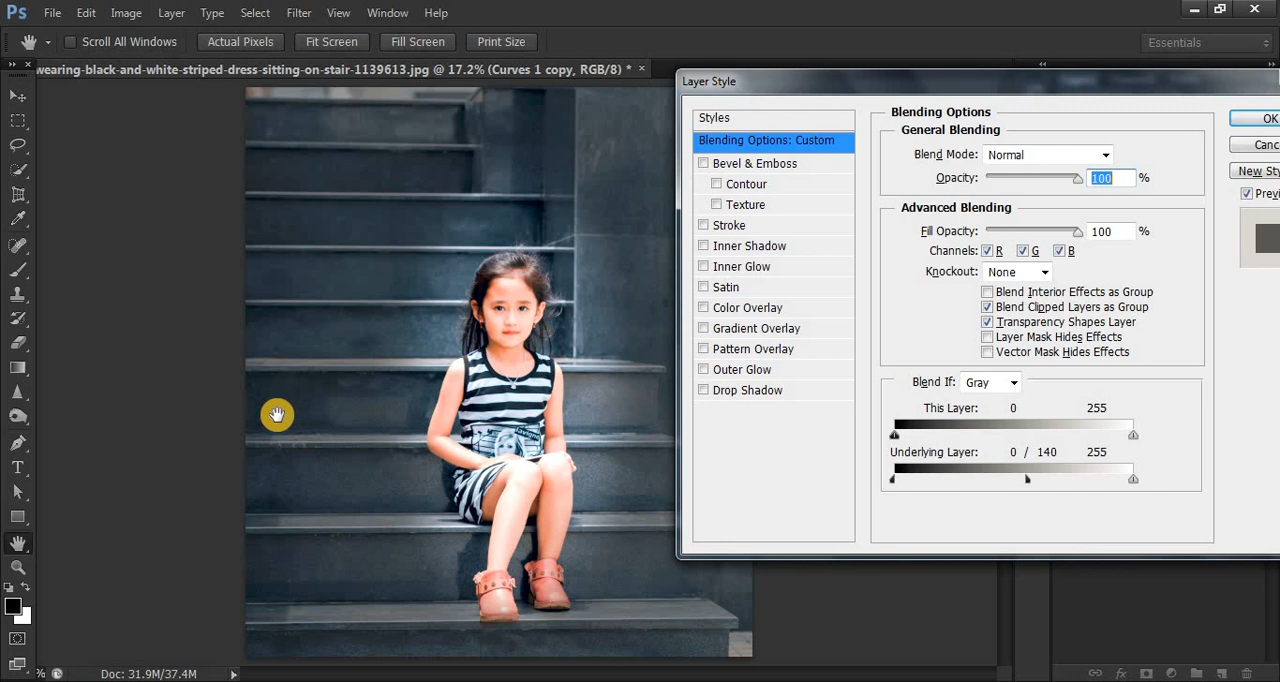 Ps File Edit Image Layer Type Select Filter View Window Help
Scroll All Windows Actual Pixels Fit Screen Fill Screen Print Size Essentials
wearing-black-and-white-striped-dress-sitting-on-stair-1139613.jpg @ 17.2% (Curves 1 copy, RGB/8) * ×
Layer Style
Styles
Blending Options: Custom
Bevel & Emboss
Contour
Texture
Stroke
Inner Shadow
Inner Glow
Satin
Color Overlay
Gradient Overlay
Pattern Overlay
Outer Glow
Drop Shadow
Blending Options
General Blending
Blend Mode: Normal
Opacity: 100 %
Advanced Blending
Fill Opacity: 100 %
Channels: R G B
Knockout: None
Blend Interior Effects as Group
Blend Clipped Layers as Group
Transparency Shapes Layer
Layer Mask Hides Effects
Vector Mask Hides Effects
Blend If: Gray
This Layer: 0 255
Underlying Layer: 0 / 140 255
OK
Canc
New Sty
Previ
% Doc: 31.9M/37.4M
fx